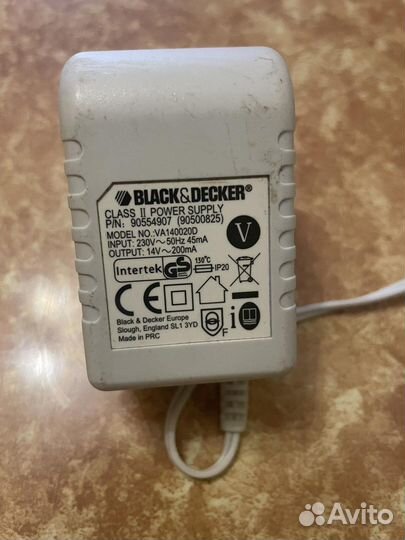 BLACK&DECKER
CLASS II POWER SUPPLY
P/N: 90554907 (90500825)
MODEL NO.:VA140020D
INPUT: 230V～50Hz 45mA
OUTPUT: 14V～200mA
V
Intertek GS 130°C IP20
CE
Black & Decker Europe
Slough, England SL1 3YD
Made in PRC
F
i
Avito